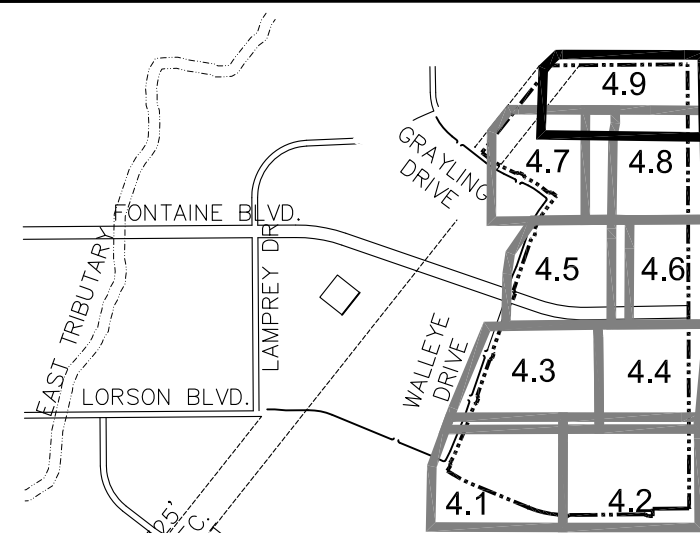 4.9
GRAYLING
DRIVE
4.7
4.8
FONTAINE BLVD.
LAMPREY DR
EAST TRIBUTARY
4.5
4.6
WALLEYE
DRIVE
4.3
4.4
LORSON BLVD.
4.1
4.2
25'
C.